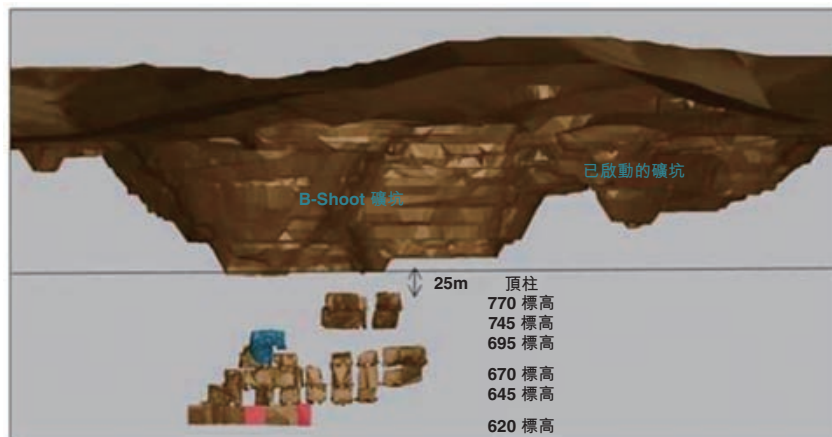 已啟動的礦坑
B-Shoot 礦坑
25m 頂柱
770 標高
745 標高
695 標高
670 標高
645 標高
620 標高